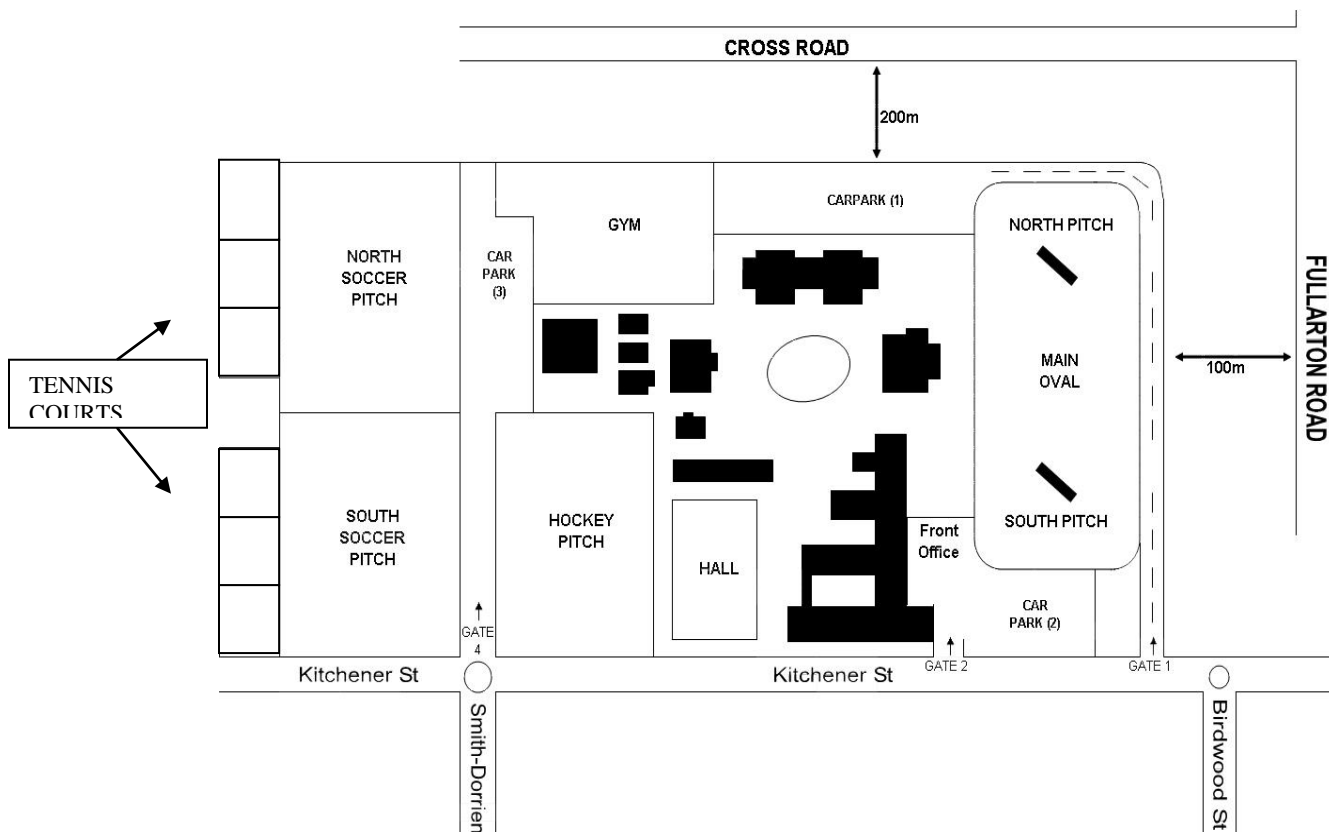 CROSS ROAD
200m
CARPARK (1)
GYM
NORTH PITCH
NORTH
SOCCER
PITCH
CAR
PARK
(3)
FULLARTON ROAD
MAIN
OVAL
100m
TENNIS
COURTS
SOUTH
SOCCER
PITCH
HOCKEY
PITCH
HALL
Front
Office
SOUTH PITCH
CAR
PARK (2)
GATE
4
GATE 2
GATE 1
Kitchener St
Kitchener St
Smith-Dorrien
Birdwood St